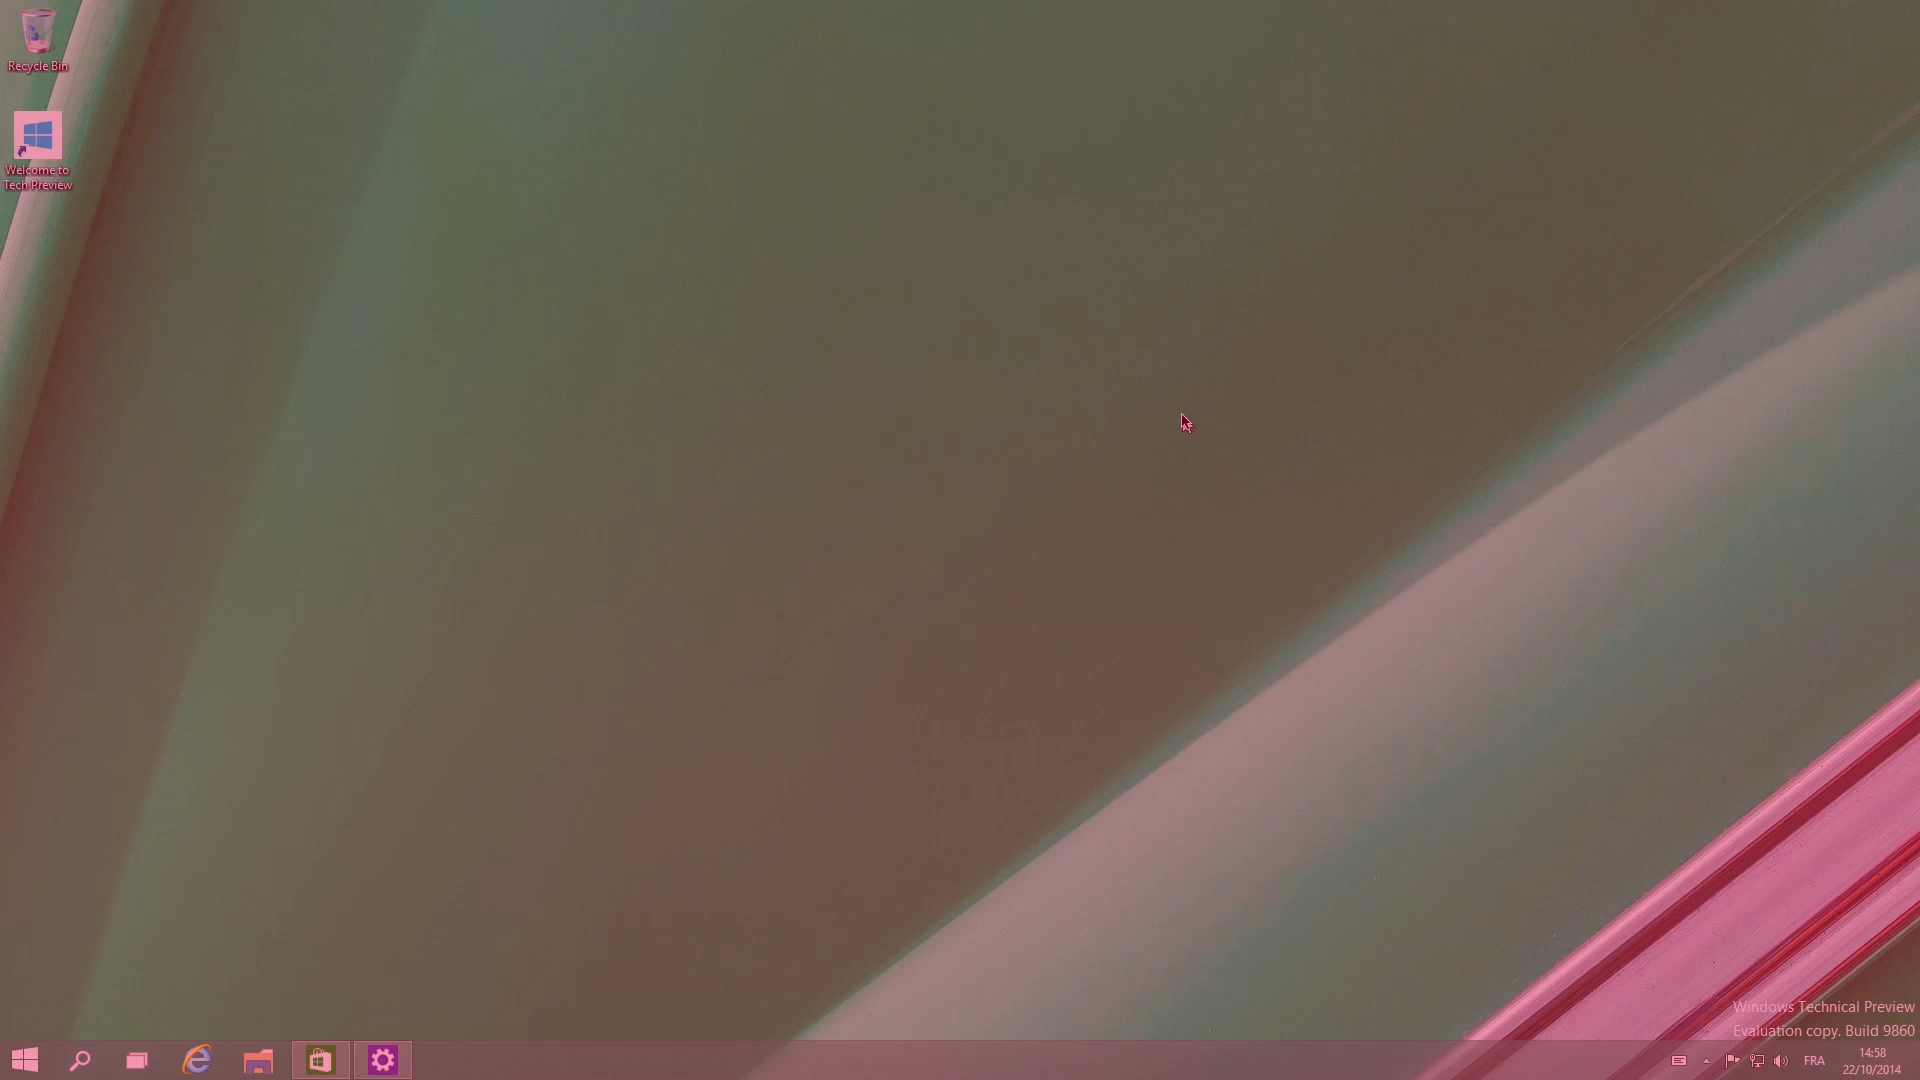 Recycle Bin
Welcome to
Tech Preview
Windows Technical Preview
Evaluation copy. Build 9860
FRA
14:58
22/10/2014